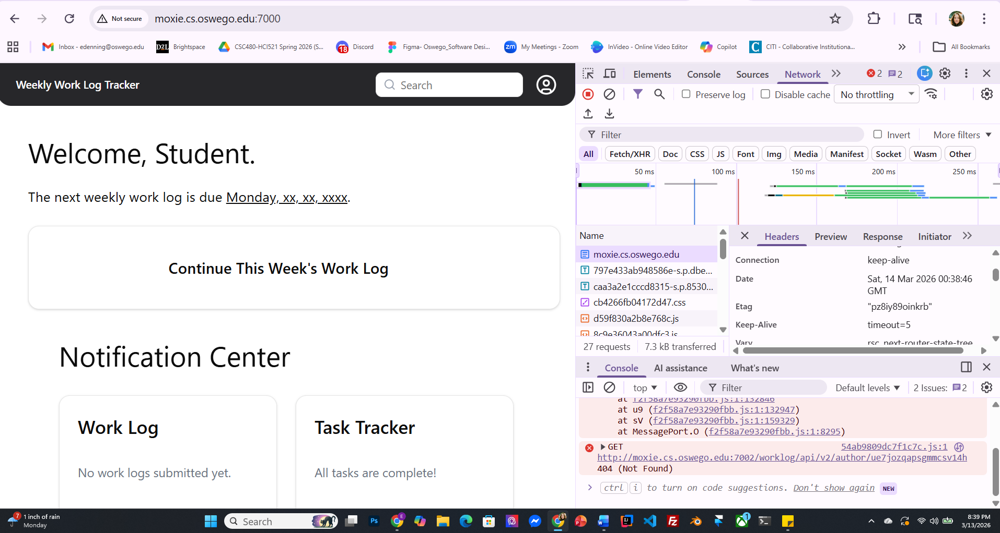 Not secure moxie.cs.oswego.edu:7000
Inbox - edenning@oswego.edu D2L Brightspace CSC480-HCI521 Spring 2026 (S... 18 Discord Figma- Oswego_Software Desi... zm My Meetings - Zoom InVideo - Online Video Editor Copilot C CITI - Collaborative Institutiona... >> All Bookmarks
Weekly Work Log Tracker Search
Welcome, Student.
The next weekly work log is due Monday, xx, xx, xxxx.
Continue This Week's Work Log
Notification Center
Work Log
No work logs submitted yet.
Task Tracker
All tasks are complete!
Elements Console Sources Network >> 2 2
Preserve log Disable cache No throttling
Filter Invert More filters
All Fetch/XHR Doc CSS JS Font Img Media Manifest Socket Wasm Other
50 ms 100 ms 150 ms 200 ms 250 ms
Name
moxie.cs.oswego.edu
797e433ab948586e-s.p.dbe...
caa3a2e1cccd8315-s.p.8530...
cb4266fb04172d47.css
d59f830a2b8e768c.js
8c9e36043a00dfc3.js
27 requests 7.3 kB transferred
Headers Preview Response Initiator >>
Connection keep-alive
Date Sat, 14 Mar 2026 00:38:46
GMT
Etag "pz8iy89oinkrb"
Keep-Alive timeout=5
Vary rsc, next-router-state-tree
Console AI assistance What's new
top Filter Default levels 2 Issues: 2
at f2f58a7e93290fbb.js:1:132846
at u9 (f2f58a7e93290fbb.js:1:132947)
at sV (f2f58a7e93290fbb.js:1:159329)
at MessagePort.O (f2f58a7e93290fbb.js:1:8295)
GET 54ab9809dc7f1c7c.js:1
http://moxie.cs.oswego.edu:7002/worklog/api/v2/author/ue7jozqapsgmmcsv14h
404 (Not Found)
> ctrl i to turn on code suggestions. Don't show again NEW
7 1 inch of rain
Monday
Search
Ps
E
P
W
IJ
Fz
1
8:39 PM
3/13/2026